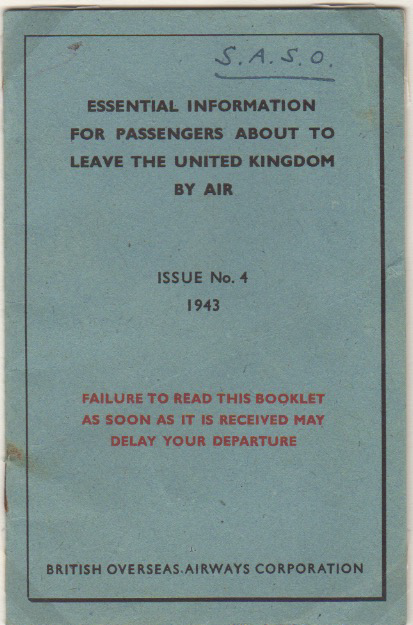 S.A.S.O.
ESSENTIAL INFORMATION
FOR PASSENGERS ABOUT TO
LEAVE THE UNITED KINGDOM
BY AIR
ISSUE No. 4
1943
FAILURE TO READ THIS BOOKLET
AS SOON AS IT IS RECEIVED MAY
DELAY YOUR DEPARTURE
BRITISH OVERSEAS AIRWAYS CORPORATION